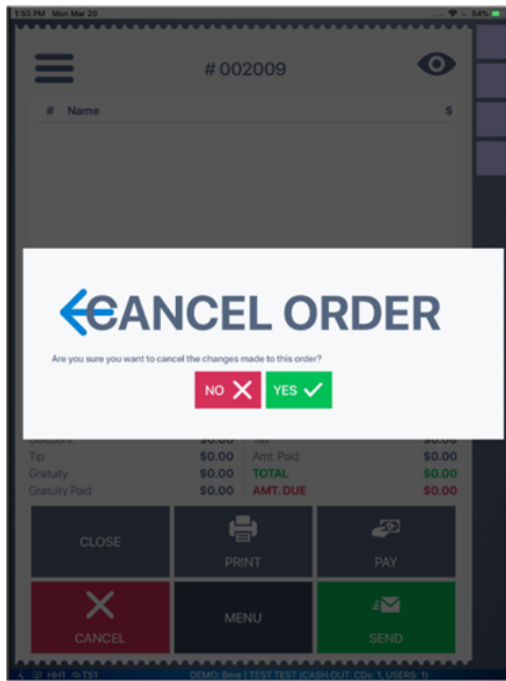 1:50 PM Mon Mar 20 54%
#002009
# Name S
CANCEL ORDER
Are you sure you want to cancel the changes made to this order?
NO YES
Discount $0.00 Tax $0.00
Tip $0.00 Amt. Paid $0.00
Gratuity $0.00 TOTAL $0.00
Gratuity Paid $0.00 AMT. DUE $0.00
CLOSE PRINT PAY
CANCEL MENU SEND
HH1 TS1 DEMO: Bere | TEST TEST (CASH OUT, CDs: 1, USERS: 1)